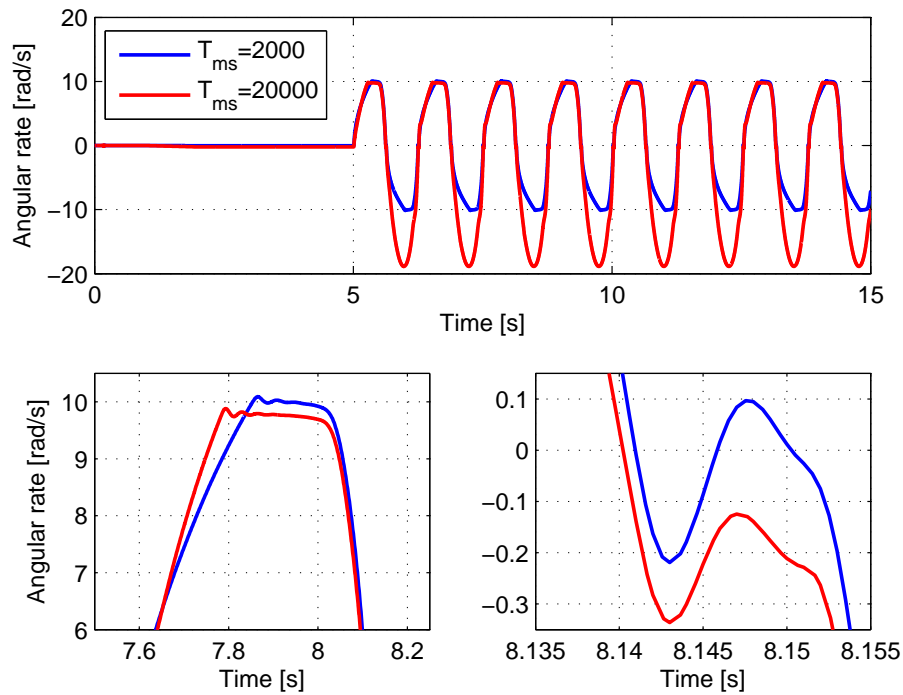 20
10
0
−10
−20
Angular rate [rad/s]
T_ms=2000
T_ms=20000
0 5 10 15
Time [s]
10
9
8
7
6
Angular rate [rad/s]
7.6 7.8 8 8.2
Time [s]
0.1
0
−0.1
−0.2
−0.3
8.135 8.14 8.145 8.15 8.155
Time [s]